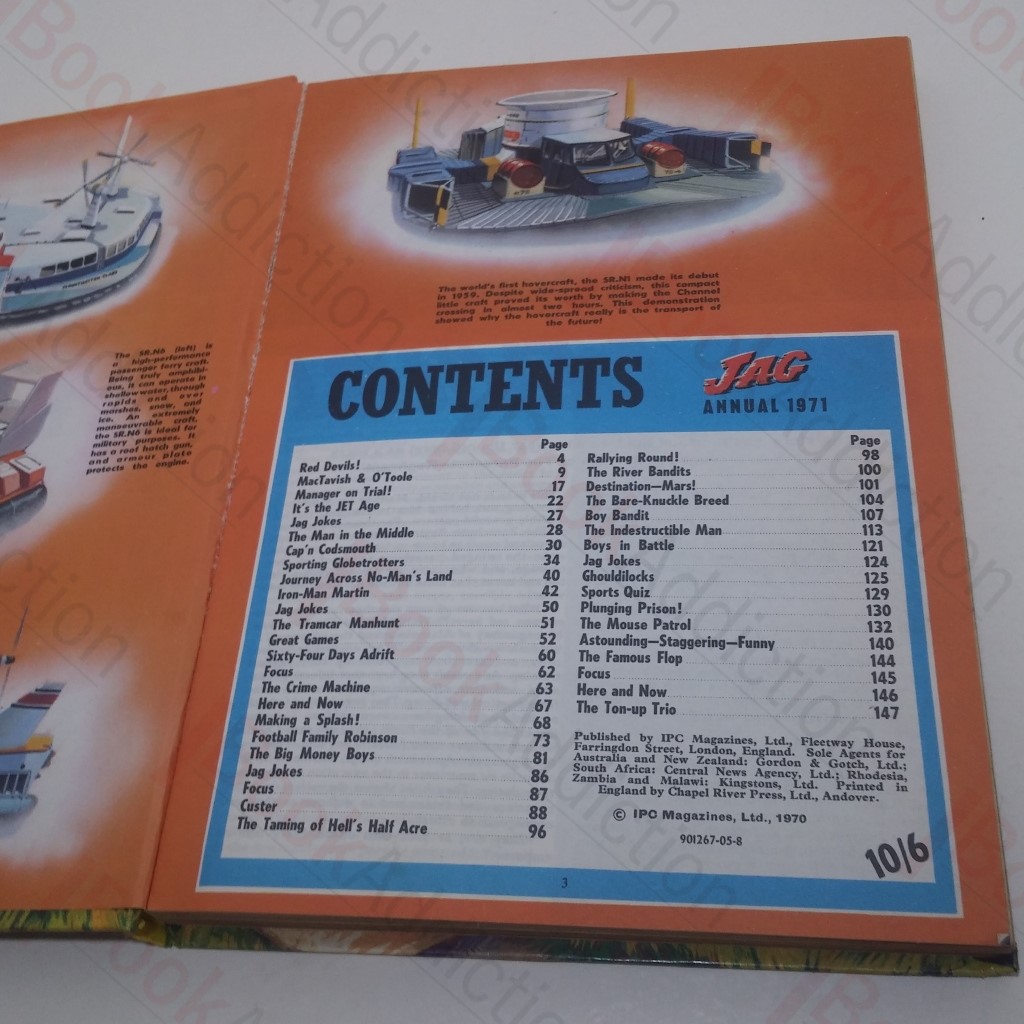 The SR.N6 (left) is
a high-performance
passenger ferry craft.
Being truly amphibi-
ous, it can operate in
shallow water, through
rapids and over
marshes, snow, and
ice. An extremely
manoeuvrable craft,
the SR.N6 is ideal for
military purposes. It
has a roof hatch gun,
and armour plate
protects the engine.
The world's first hovercraft, the SR.N1 made its debut
in 1959. Despite wide-spread criticism, this compact
little craft proved its worth by making the Channel
crossing in almost two hours. This demonstration
showed why the hovercraft really is the transport of
the future!
CONTENTS
JAG
ANNUAL 1971
Page
Red Devils! 4
MacTavish & O'Toole 9
Manager on Trial! 17
It's the JET Age 22
Jag Jokes 27
The Man in the Middle 28
Cap'n Codsmouth 30
Sporting Globetrotters 34
Journey Across No-Man's Land 40
Iron-Man Martin 42
Jag Jokes 50
The Tramcar Manhunt 51
Great Games 52
Sixty-Four Days Adrift 60
Focus 62
The Crime Machine 63
Here and Now 67
Making a Splash! 68
Football Family Robinson 73
The Big Money Boys 81
Jag Jokes 86
Focus 87
Custer 88
The Taming of Hell's Half Acre 96
Page
Rallying Round! 98
The River Bandits 100
Destination—Mars! 101
The Bare-Knuckle Breed 104
Boy Bandit 107
The Indestructible Man 113
Boys in Battle 121
Jag Jokes 124
Ghouldilocks 125
Sports Quiz 129
Plunging Prison! 130
The Mouse Patrol 132
Astounding—Staggering—Funny 140
The Famous Flop 144
Focus 145
Here and Now 146
The Ton-up Trio 147
Published by IPC Magazines, Ltd., Fleetway House,
Farringdon Street, London, England. Sole Agents for
Australia and New Zealand: Gordon & Gotch, Ltd.;
South Africa: Central News Agency, Ltd.; Rhodesia,
Zambia and Malawi: Kingstons, Ltd. Printed in
England by Chapel River Press, Ltd., Andover.
© IPC Magazines, Ltd., 1970
901267-05-8
10/6
3
BookAddiction